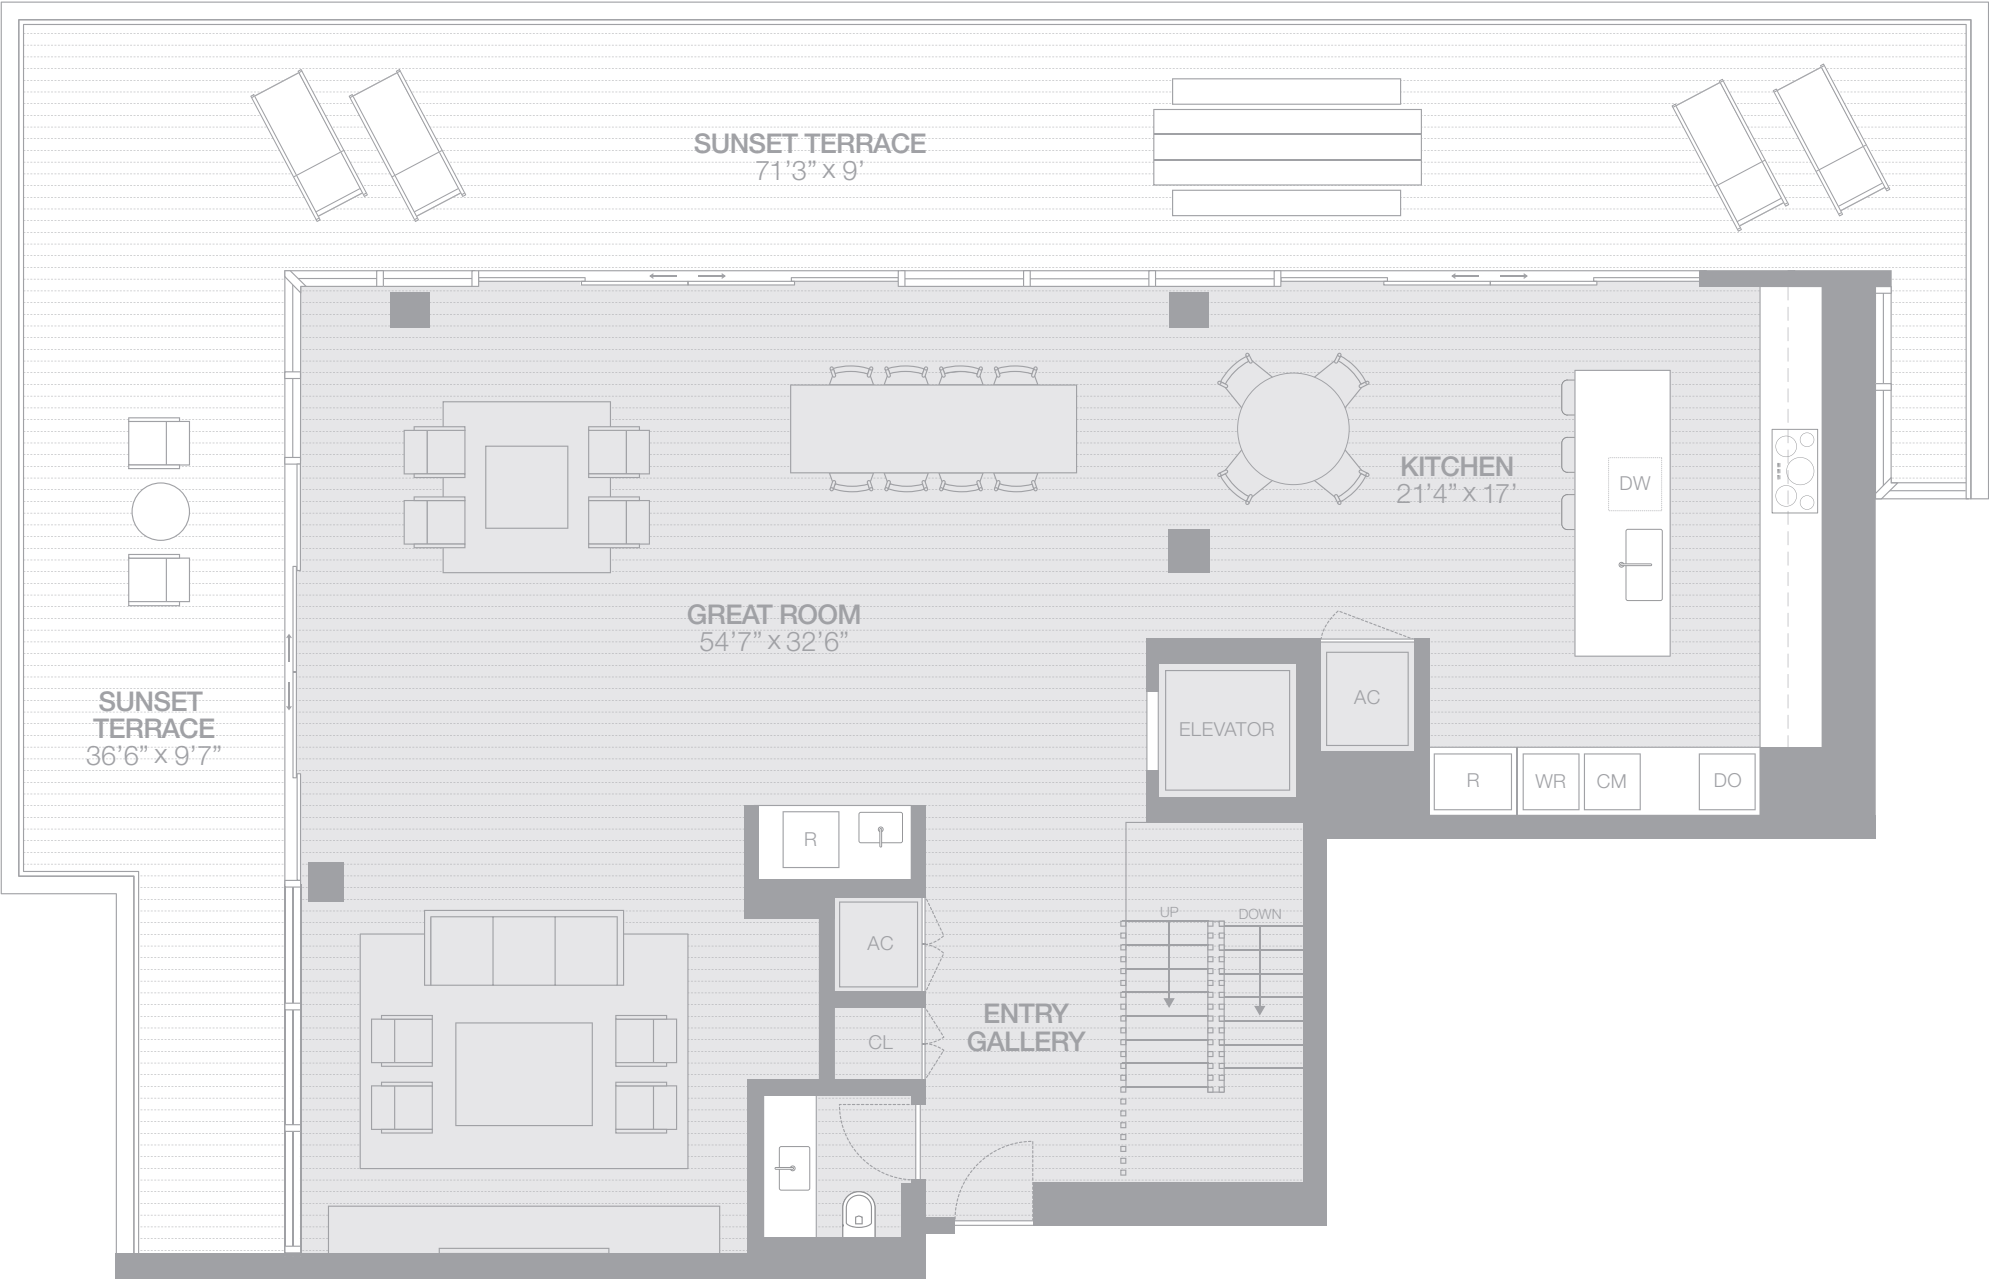 SUNSET TERRACE
71’3” x 9’
KITCHEN
21’4” x 17’
DW
GREAT ROOM
54’7” x 32’6”
SUNSET
TERRACE
36’6” x 9’7”
AC
ELEVATOR
R
WR
CM
DO
R
UP
DOWN
AC
ENTRY
GALLERY
CL